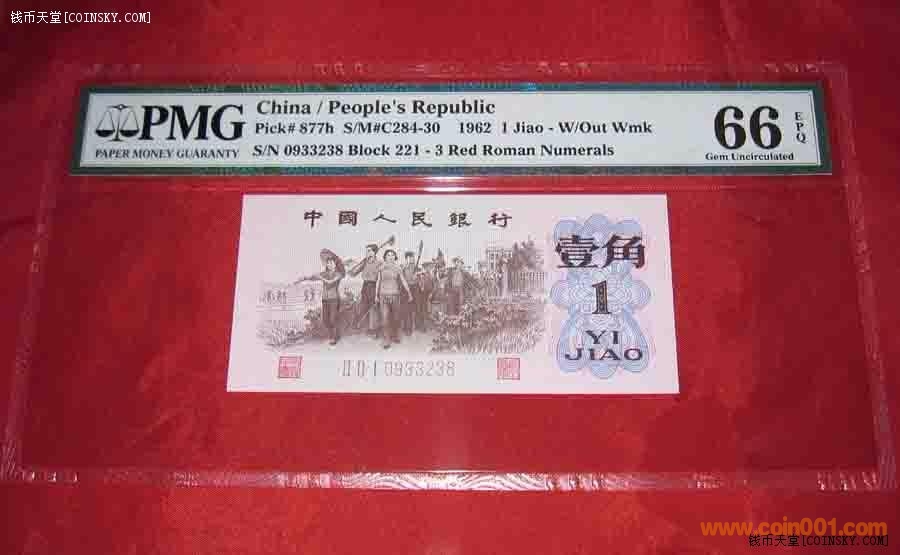 钱币天堂[COINSKY.COM]
PMG
PAPER MONEY GUARANTY
China / People's Republic
Pick# 877h S/M#C284-30 1962 1 Jiao - W/Out Wmk
S/N 0933238 Block 221 - 3 Red Roman Numerals
66
EPQ
Gem Uncirculated
中國人民銀行
壹角
1
YI
JIAO
II II I 0933238
www.coin001.com
钱币天堂[COINSKY.COM]